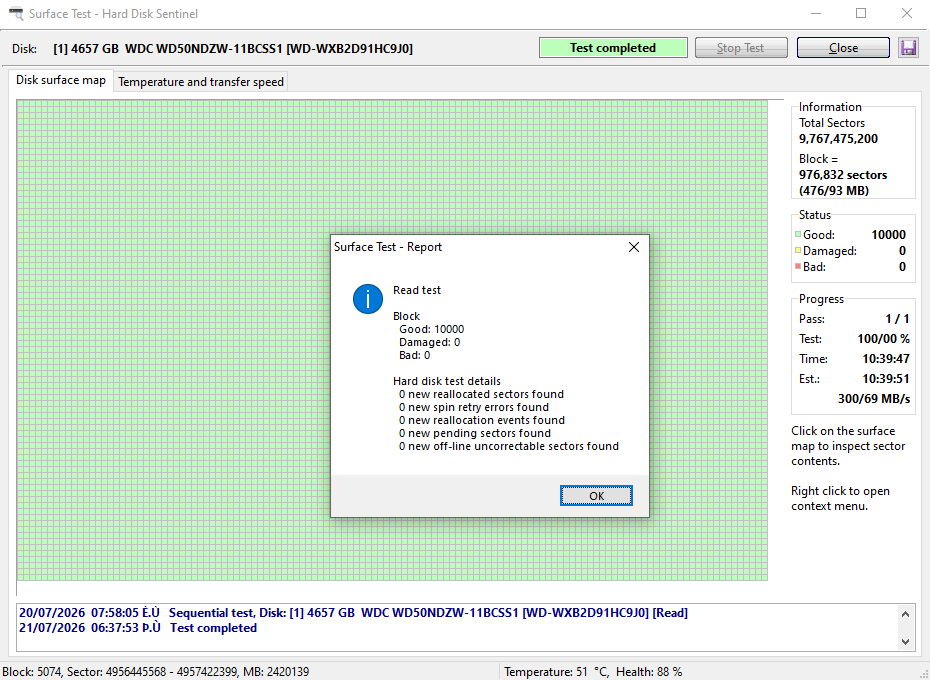 Surface Test - Hard Disk Sentinel
Disk: [1] 4657 GB WDC WD50NDZW-11BCSS1 [WD-WXB2D91HC9J0]
Test completed
Stop Test
Close
Disk surface map
Temperature and transfer speed
Information
Total Sectors
9,767,475,200
Block =
976,832 sectors
(476/93 MB)
Status
Good: 10000
Damaged: 0
Bad: 0
Progress
Pass: 1 / 1
Test: 100/00 %
Time: 10:39:47
Est.: 10:39:51
300/69 MB/s
Click on the surface
map to inspect sector
contents.
Right click to open
context menu.
Surface Test - Report
Read test
Block
Good: 10000
Damaged: 0
Bad: 0
Hard disk test details
0 new reallocated sectors found
0 new spin retry errors found
0 new reallocation events found
0 new pending sectors found
0 new off-line uncorrectable sectors found
OK
20/07/2026 07:58:05 È.Ù Sequential test, Disk: [1] 4657 GB WDC WD50NDZW-11BCSS1 [WD-WXB2D91HC9J0] [Read]
21/07/2026 06:37:53 Þ.Ù Test completed
Block: 5074, Sector: 4956445568 - 4957422399, MB: 2420139
Temperature: 51 °C, Health: 88 %